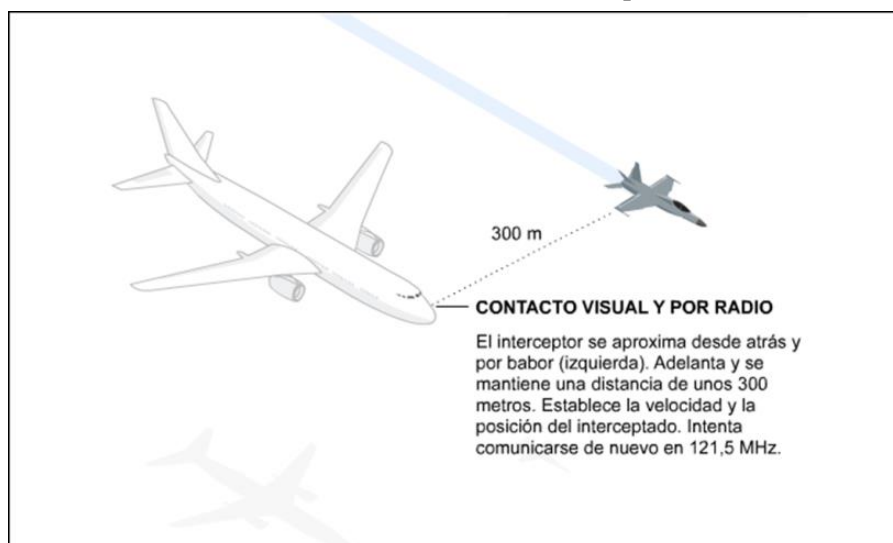 300 m
CONTACTO VISUAL Y POR RADIO
El interceptor se aproxima desde atrás y
por babor (izquierda). Adelanta y se
mantiene una distancia de unos 300
metros. Establece la velocidad y la
posición del interceptado. Intenta
comunicarse de nuevo en 121,5 MHz.